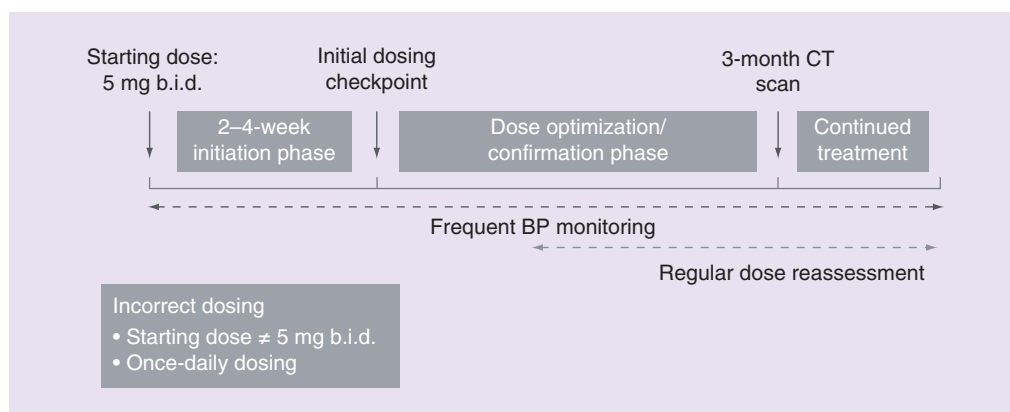 Starting dose:
5 mg b.i.d.
Initial dosing
checkpoint
3-month CT
scan
2–4-week
initiation phase
Dose optimization/
confirmation phase
Continued
treatment
Frequent BP monitoring
Regular dose reassessment
Incorrect dosing
• Starting dose ≠ 5 mg b.i.d.
• Once-daily dosing